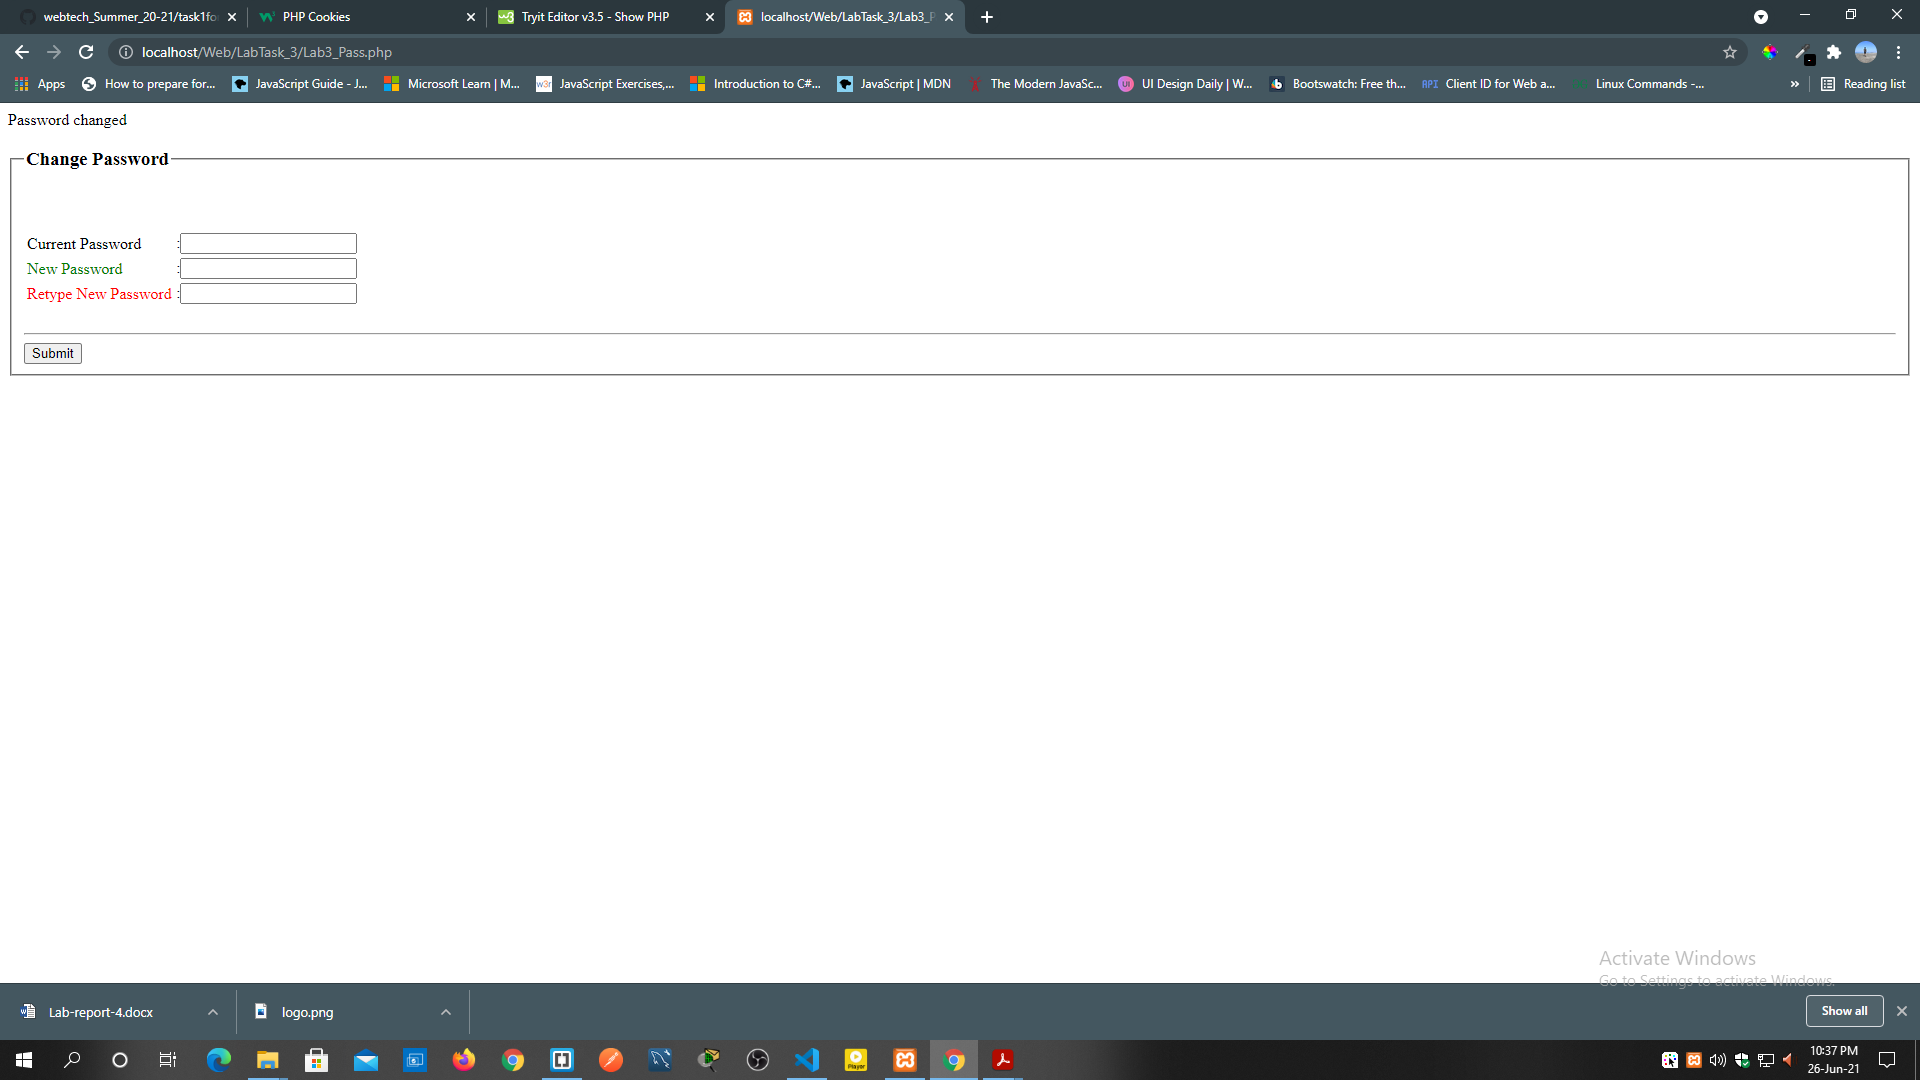 webtech_Summer_20-21/task1fo
PHP Cookies
Tryit Editor v3.5 - Show PHP
localhost/Web/LabTask_3/Lab3_P
localhost/Web/LabTask_3/Lab3_Pass.php
Apps
How to prepare for...
JavaScript Guide - J...
Microsoft Learn | M...
JavaScript Exercises,...
Introduction to C#...
JavaScript | MDN
The Modern JavaSc...
UI Design Daily | W...
Bootswatch: Free th...
API Client ID for Web a...
Linux Commands -...
»
Reading list
Password changed
Change Password
Current Password :
New Password :
Retype New Password :
Submit
Activate Windows
Go to Settings to activate Windows.
Lab-report-4.docx
logo.png
Show all
Player
10:37 PM
26-Jun-21